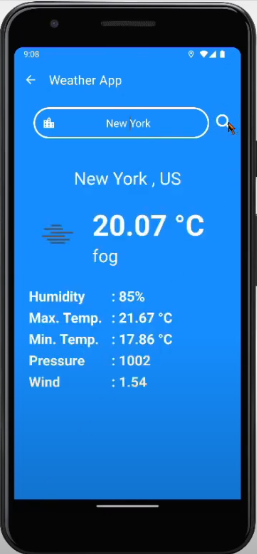 9:08
Weather App
New York
New York , US
20.07 °C
fog
Humidity : 85%
Max. Temp. : 21.67 °C
Min. Temp. : 17.86 °C
Pressure : 1002
Wind : 1.54